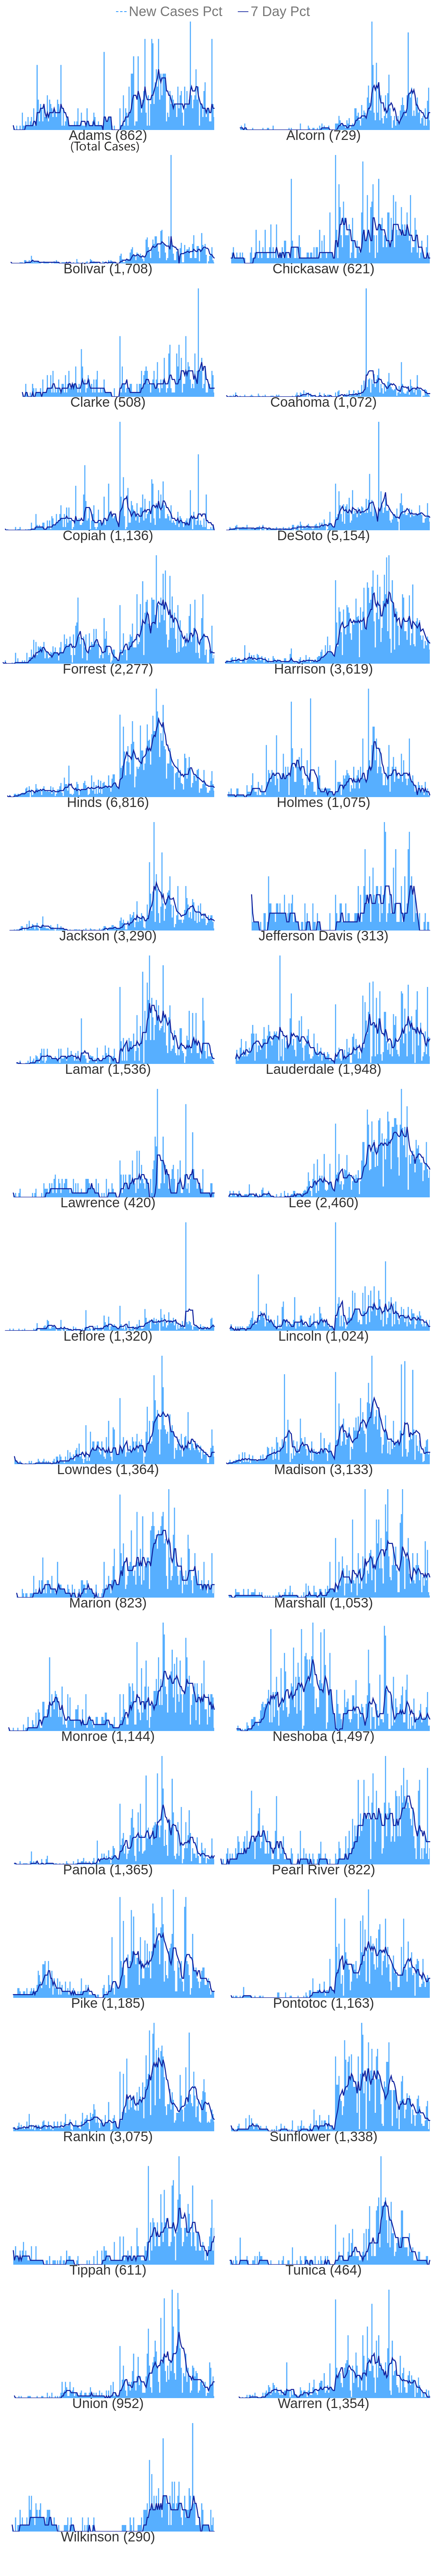 New Cases Pct 7 Day Pct
Adams (862) Alcorn (729)
(Total Cases)
Bolivar (1,708) Chickasaw (621)
Clarke (508) Coahoma (1,072)
Copiah (1,136) DeSoto (5,154)
Forrest (2,277) Harrison (3,619)
Hinds (6,816) Holmes (1,075)
Jackson (3,290) Jefferson Davis (313)
Lamar (1,536) Lauderdale (1,948)
Lawrence (420) Lee (2,460)
Leflore (1,320) Lincoln (1,024)
Lowndes (1,364) Madison (3,133)
Marion (823) Marshall (1,053)
Monroe (1,144) Neshoba (1,497)
Panola (1,365) Pearl River (822)
Pike (1,185) Pontotoc (1,163)
Rankin (3,075) Sunflower (1,338)
Tippah (611) Tunica (464)
Union (952) Warren (1,354)
Wilkinson (290)